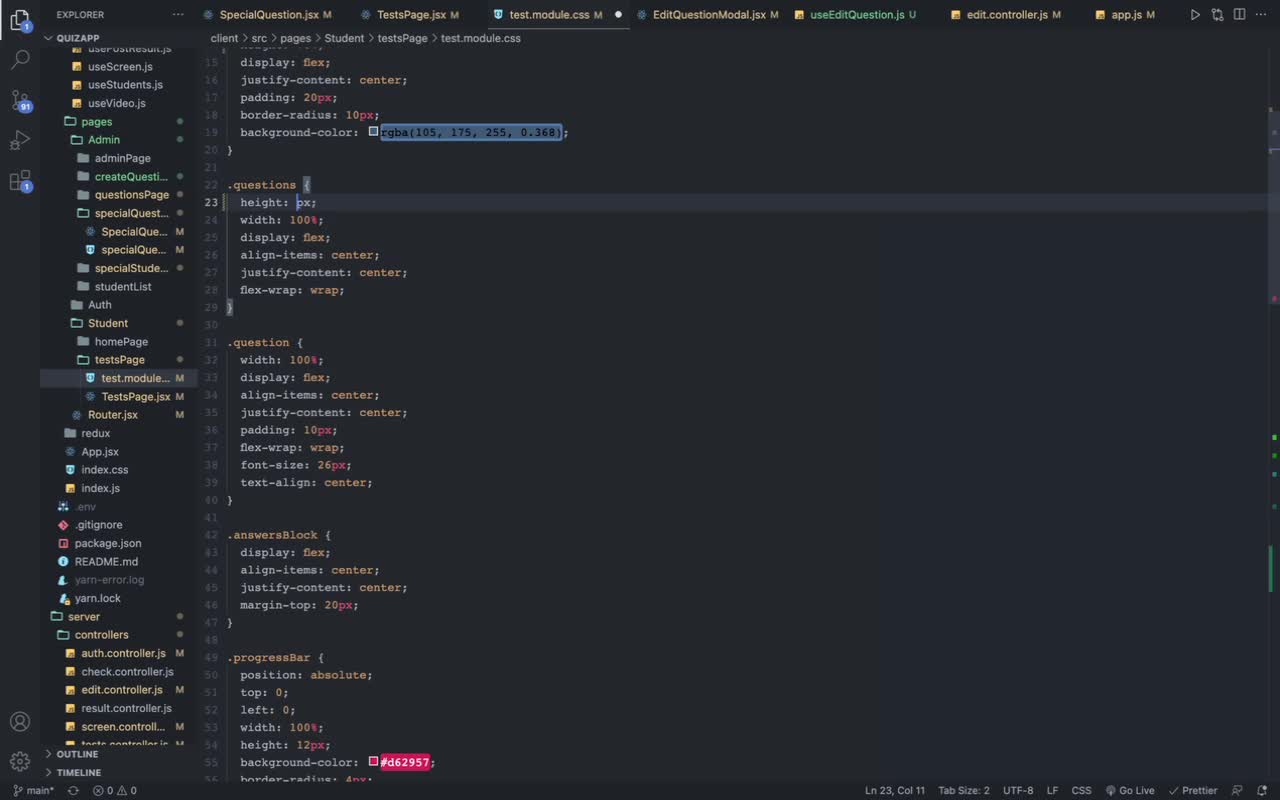 EXPLORER
SpecialQuestion.jsx M
TestsPage.jsx M
test.module.css M
EditQuestionModal.jsx M
useEditQuestion.js U
edit.controller.js M
app.js M
client > src > pages > Student > testsPage > test.module.css
QUIZAPP
usePostResult.js
useScreen.js
useStudents.js
useVideo.js
pages
Admin
adminPage
createQuesti...
questionsPage
specialQuest...
SpecialQue... M
specialQue... M
specialStude...
studentList
Auth
Student
homePage
testsPage
test.module... M
TestsPage.jsx M
Router.jsx M
redux
App.jsx
index.css
index.js
.env
.gitignore
package.json
README.md
yarn-error.log
yarn.lock
server
controllers
auth.controller.js M
check.controller.js
edit.controller.js M
result.controller.js
screen.controll... M
tests.controller.js M
OUTLINE
TIMELINE
91
1
1
15 display: flex;
16 justify-content: center;
17 padding: 20px;
18 border-radius: 10px;
19 background-color: rgba(105, 175, 255, 0.368);
20 }
21
22 .questions {
23 height: px;
24 width: 100%;
25 display: flex;
26 align-items: center;
27 justify-content: center;
28 flex-wrap: wrap;
29 }
30
31 .question {
32 width: 100%;
33 display: flex;
34 align-items: center;
35 justify-content: center;
36 padding: 10px;
37 flex-wrap: wrap;
38 font-size: 26px;
39 text-align: center;
40 }
41
42 .answersBlock {
43 display: flex;
44 align-items: center;
45 justify-content: center;
46 margin-top: 20px;
47 }
48
49 .progressBar {
50 position: absolute;
51 top: 0;
52 left: 0;
53 width: 100%;
54 height: 12px;
55 background-color: #d62957;
56 border-radius: 4px;
main*
0 0
Ln 23, Col 11
Tab Size: 2
UTF-8
LF
CSS
Go Live
Prettier